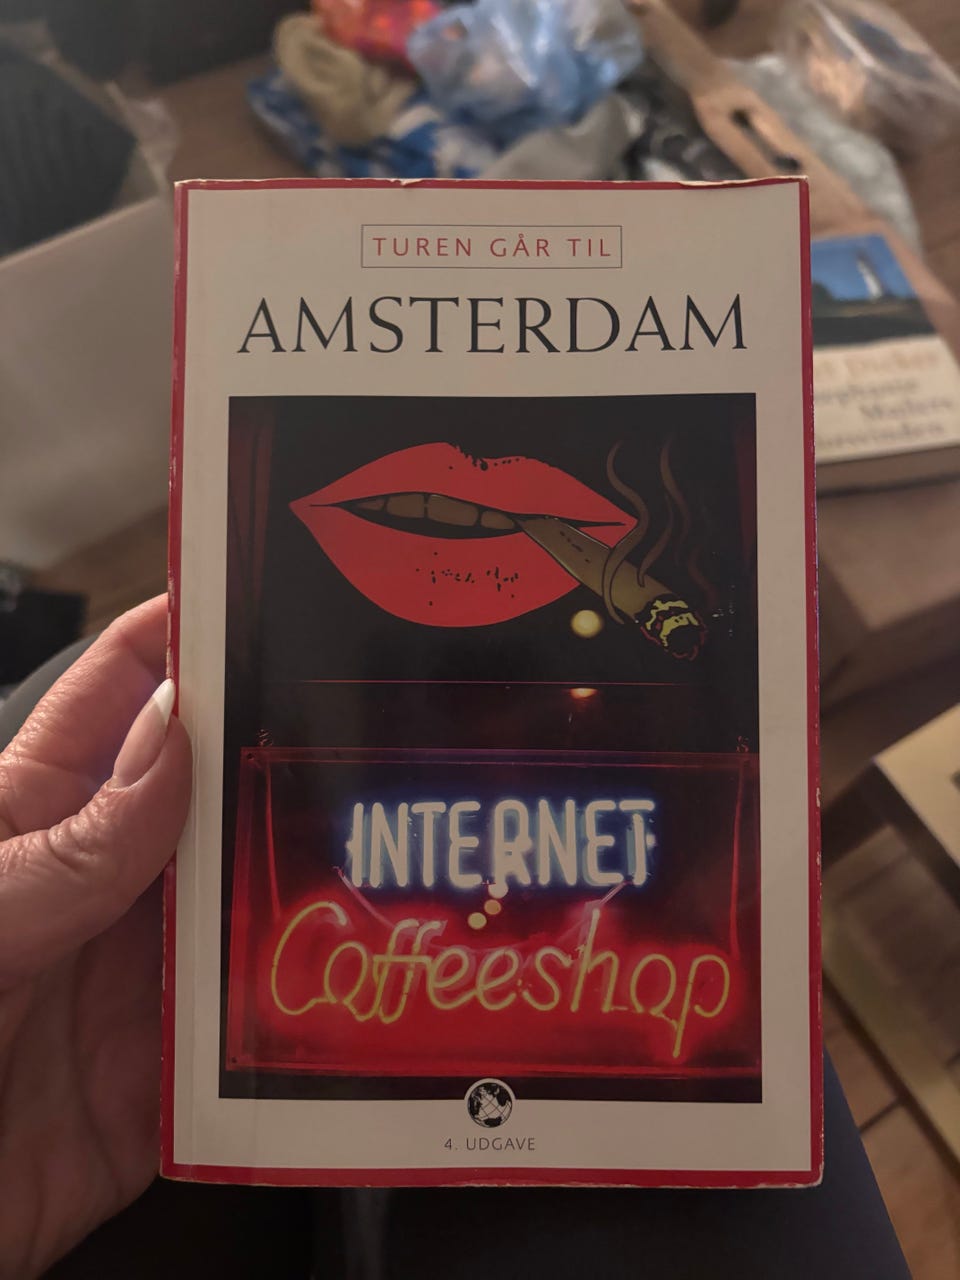 TUREN GÅR TIL
AMSTERDAM
INTERNET
Coffeeshop
4. UDGAVE